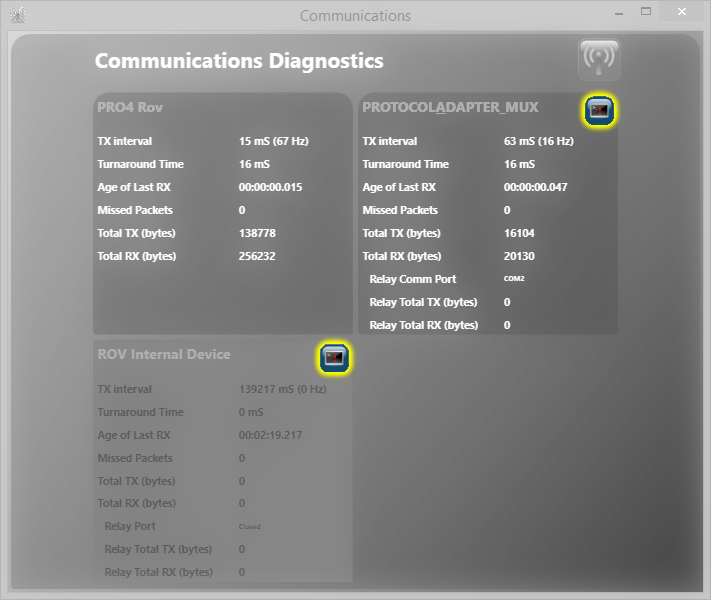 Communications
Communications Diagnostics
PRO4 Rov
TX interval 15 mS (67 Hz)
Turnaround Time 16 mS
Age of Last RX 00:00:00.015
Missed Packets 0
Total TX (bytes) 138778
Total RX (bytes) 256232
PROTOCOLADAPTER_MUX
TX interval 63 mS (16 Hz)
Turnaround Time 16 mS
Age of Last RX 00:00:00.047
Missed Packets 0
Total TX (bytes) 16104
Total RX (bytes) 20130
Relay Comm Port COM2
Relay Total TX (bytes) 0
Relay Total RX (bytes) 0
ROV Internal Device
TX interval 139217 mS (0 Hz)
Turnaround Time 0 mS
Age of Last RX 00:02:19.217
Missed Packets 0
Total TX (bytes) 0
Total RX (bytes) 0
Relay Port Closed
Relay Total TX (bytes) 0
Relay Total RX (bytes) 0